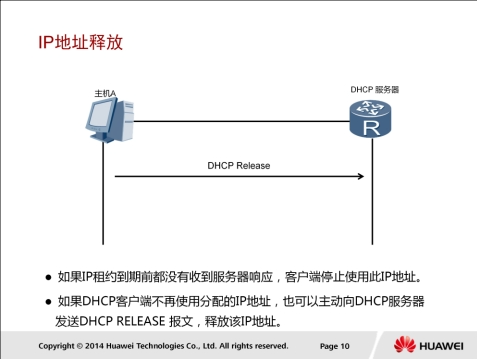 IP地址释放
主机A
DHCP 服务器
R
DHCP Release
● 如果IP租约到期前都没有收到服务器响应，客户端停止使用此IP地址。
● 如果DHCP客户端不再使用分配的IP地址，也可以主动向DHCP服务器
发送DHCP RELEASE 报文，释放该IP地址。
Copyright © 2014 Huawei Technologies Co., Ltd. All rights reserved. Page 10 HUAWEI